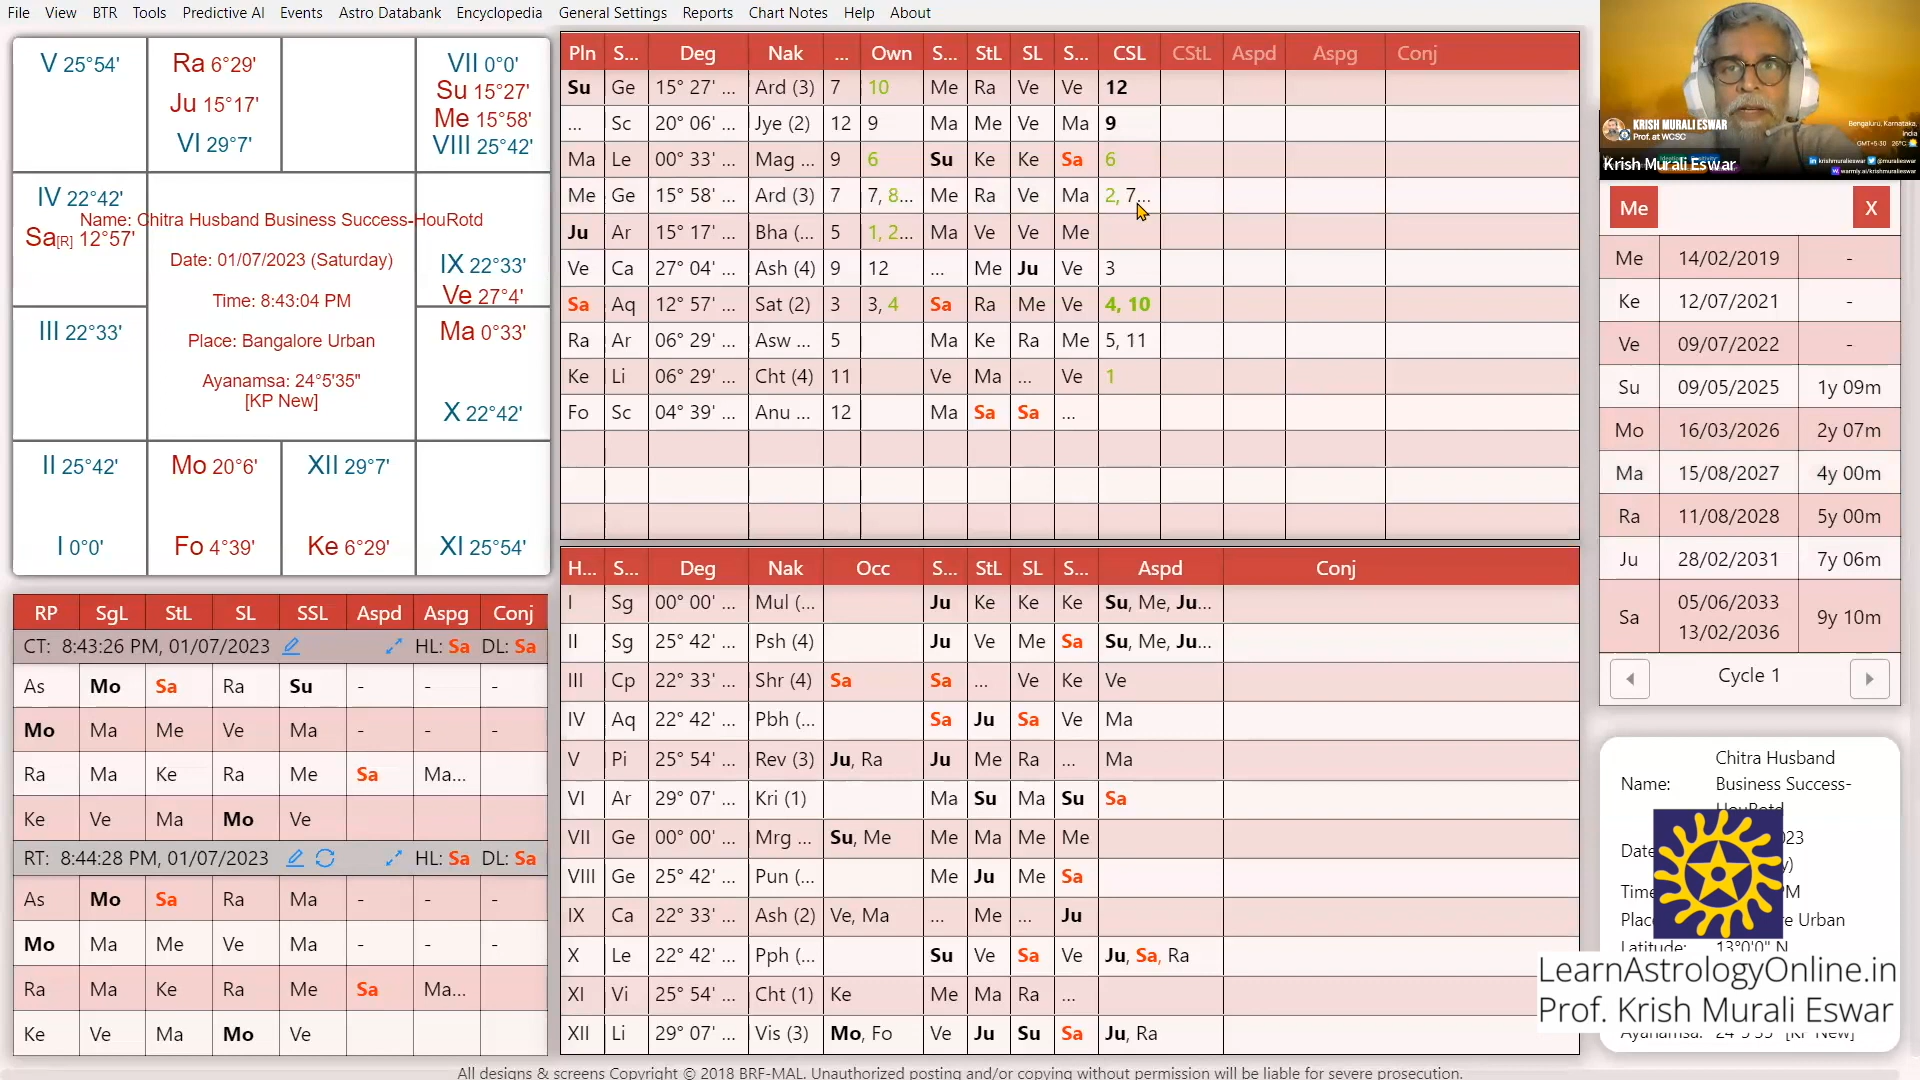 File View BTR Tools Predictive AI Events Astro Databank Encyclopedia General Settings Reports Chart Notes Help About
V 25°54'
Ra 6°29'
Ju 15°17'
VI 29°7'
VII 0°0'
Su 15°27'
Me 15°58'
VIII 25°42'
IV 22°42'
Sa[R] 12°57'
IX 22°33'
Ve 27°4'
III 22°33'
Ma 0°33'
X 22°42'
II 25°42'
I 0°0'
Mo 20°6'
Fo 4°39'
XII 29°7'
Ke 6°29'
XI 25°54'
Name: Chitra Husband Business Success-HouRotd
Date: 01/07/2023 (Saturday)
Time: 8:43:04 PM
Place: Bangalore Urban
Ayanamsa: 24°5'35"
[KP New]
RP SgL StL SL SSL Aspd Aspg Conj
CT: 8:43:26 PM, 01/07/2023 HL: Sa DL: Sa
As Mo Sa Ra Su - - -
Mo Ma Me Ve Ma - - -
Ra Ma Ke Ra Me Sa Ma...
Ke Ve Ma Mo Ve
RT: 8:44:28 PM, 01/07/2023 HL: Sa DL: Sa
As Mo Sa Ra Ma - - -
Mo Ma Me Ve Ma - - -
Ra Ma Ke Ra Me Sa Ma...
Ke Ve Ma Mo Ve
Pln S... Deg Nak ... Own S... StL SL S... CSL CStL Aspd Aspg Conj
Su Ge 15° 27' ... Ard (3) 7 10 Me Ra Ve Ve 12
... Sc 20° 06' ... Jye (2) 12 9 Ma Me Ve Ma 9
Ma Le 00° 33' ... Mag ... 9 6 Su Ke Ke Sa 6
Me Ge 15° 58' ... Ard (3) 7 7, 8... Me Ra Ve Ma 2, 7...
Ju Ar 15° 17' ... Bha (... 5 1, 2... Ma Ve Ve Me
Ve Ca 27° 04' ... Ash (4) 9 12 ... Me Ju Ve 3
Sa Aq 12° 57' ... Sat (2) 3 3, 4 Sa Ra Me Ve 4, 10
Ra Ar 06° 29' ... Asw ... 5 Ma Ke Ra Me 5, 11
Ke Li 06° 29' ... Cht (4) 11 Ve Ma ... Ve 1
Fo Sc 04° 39' ... Anu ... 12 Ma Sa Sa ...
H... S... Deg Nak Occ S... StL SL S... Aspd Conj
I Sg 00° 00' ... Mul (... Ju Ke Ke Ke Su, Me, Ju...
II Sg 25° 42' ... Psh (4) Ju Ve Me Sa Su, Me, Ju...
III Cp 22° 33' ... Shr (4) Sa Sa ... Ve Ke Ve
IV Aq 22° 42' ... Pbh (... Sa Ju Sa Ve Ma
V Pi 25° 54' ... Rev (3) Ju, Ra Ju Me Ra ... Ma
VI Ar 29° 07' ... Kri (1) Ma Su Ma Su Sa
VII Ge 00° 00' ... Mrg ... Su, Me Me Ma Me Me
VIII Ge 25° 42' ... Pun (... Me Ju Me Sa
IX Ca 22° 33' ... Ash (2) Ve, Ma ... Me ... Ju
X Le 22° 42' ... Pph (... Su Ve Sa Ve Ju, Sa, Ra
XI Vi 25° 54' ... Cht (1) Ke Me Ma Ra ...
XII Li 29° 07' ... Vis (3) Mo, Fo Ve Ju Su Sa Ju, Ra
KRISH MURALI ESWAR
Prof. at WCSC
Bengaluru, Karnataka,
India
GMT+5:30 26°C
Krish Murali Eswar
krishmuralieswar @muralieswar
warmly.ai/krishmuralieswar
Me X
Me 14/02/2019 -
Ke 12/07/2021 -
Ve 09/07/2022 -
Su 09/05/2025 1y 09m
Mo 16/03/2026 2y 07m
Ma 15/08/2027 4y 00m
Ra 11/08/2028 5y 00m
Ju 28/02/2031 7y 06m
Sa 05/06/2033 9y 10m
13/02/2036
Cycle 1
Chitra Husband
Name: Business Success-
HouRotd
Urban
Latitude: 13°0'0" N
LearnAstrologyOnline.in
Prof. Krish Murali Eswar
All designs & screens Copyright © 2018 BRF-MAL. Unauthorized posting and/or copying without permission will be liable for severe prosecution.